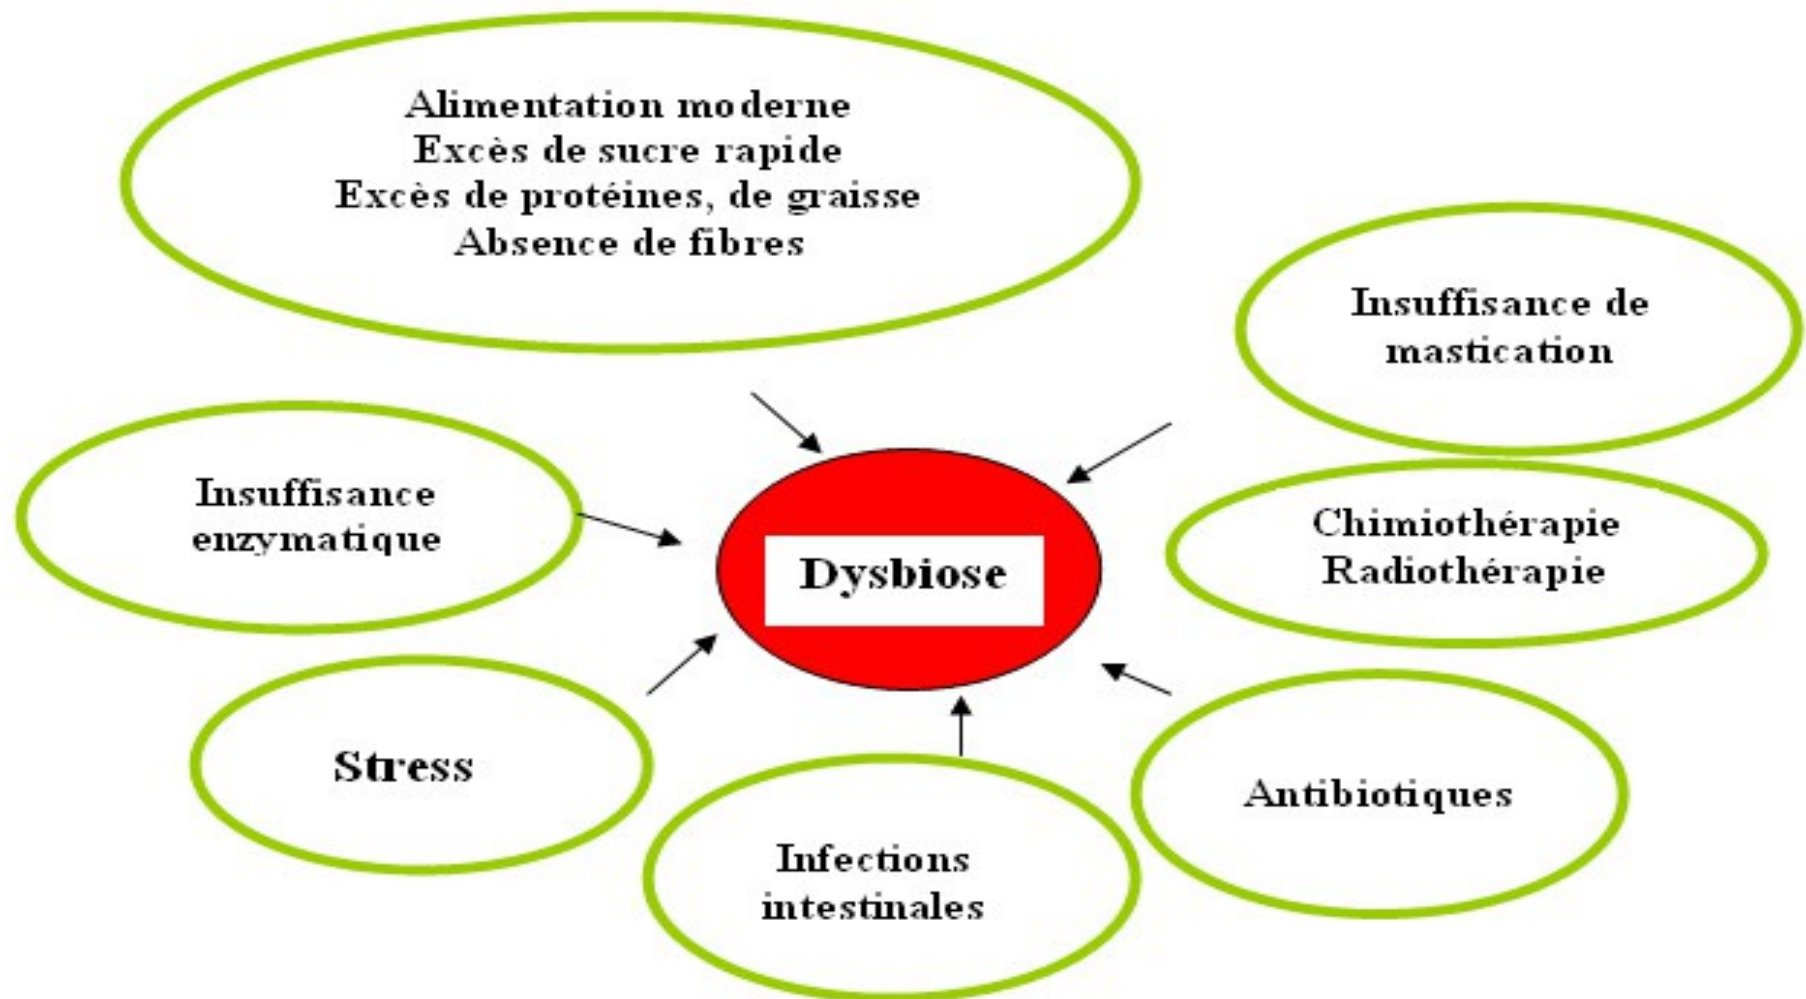 Alimentation moderne
Excès de sucre rapide
Excès de protéines, de graisse
Absence de fibres
Insuffisance de
mastication
Insuffisance
enzymatique
Chimiothérapie
Radiothérapie
Dysbiose
Stress
Antibiotiques
Infections
intestinales